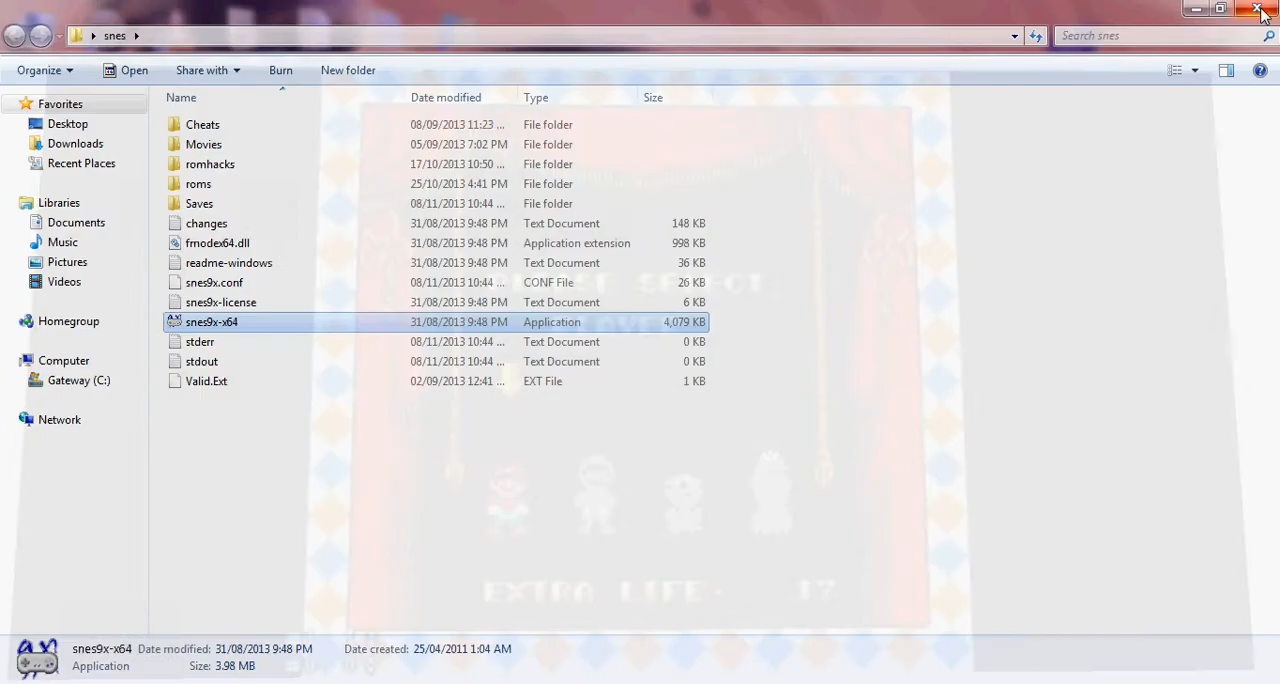 snes
Search snes
Organize Open Share with Burn New folder
Name Date modified Type Size
Favorites
Desktop
Downloads
Recent Places
Libraries
Documents
Music
Pictures
Videos
Homegroup
Computer
Gateway (C:)
Network
Cheats 08/09/2013 11:23 ... File folder
Movies 05/09/2013 7:02 PM File folder
romhacks 17/10/2013 10:50 ... File folder
roms 25/10/2013 4:41 PM File folder
Saves 08/11/2013 10:44 ... File folder
changes 31/08/2013 9:48 PM Text Document 148 KB
fmodex64.dll 31/08/2013 9:48 PM Application extension 998 KB
readme-windows 31/08/2013 9:48 PM Text Document 36 KB
snes9x.conf 08/11/2013 10:44 ... CONF File 26 KB
snes9x-license 31/08/2013 9:48 PM Text Document 6 KB
snes9x-x64 31/08/2013 9:48 PM Application 4,079 KB
stderr 08/11/2013 10:44 ... Text Document 0 KB
stdout 08/11/2013 10:44 ... Text Document 0 KB
Valid.Ext 02/09/2013 12:41 ... EXT File 1 KB
SELECT
EXTRA LIFE 17
snes9x-x64 Date modified: 31/08/2013 9:48 PM Date created: 25/04/2011 1:04 AM
Application Size: 3.98 MB